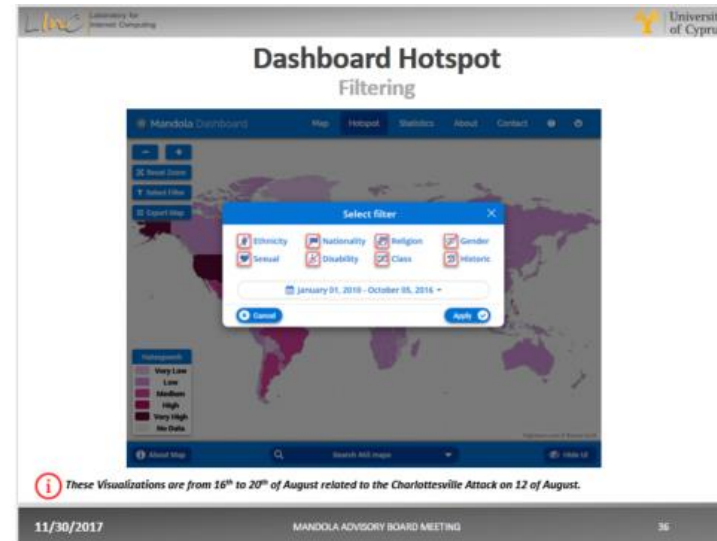 Laboratory for
Internet Computing
Universit
of Cypru
Dashboard Hotspot
Filtering
Mandola Dashboard
Map Hotspot Statistics About Contact
Reset Zoom
Select Filter
Export Map
Select filter
Ethnicity Nationality Religion Gender
Sexual Disability Class Historic
January 01, 2010 - October 05, 2016
Cancel Apply
Very Low
Low
Medium
High
Very High
No Data
About Map Search All maps Hide UI
i These Visualizations are from 16th to 20th of August related to the Charlottesville Attack on 12 of August.
11/30/2017 MANDOLA ADVISORY BOARD MEETING 36